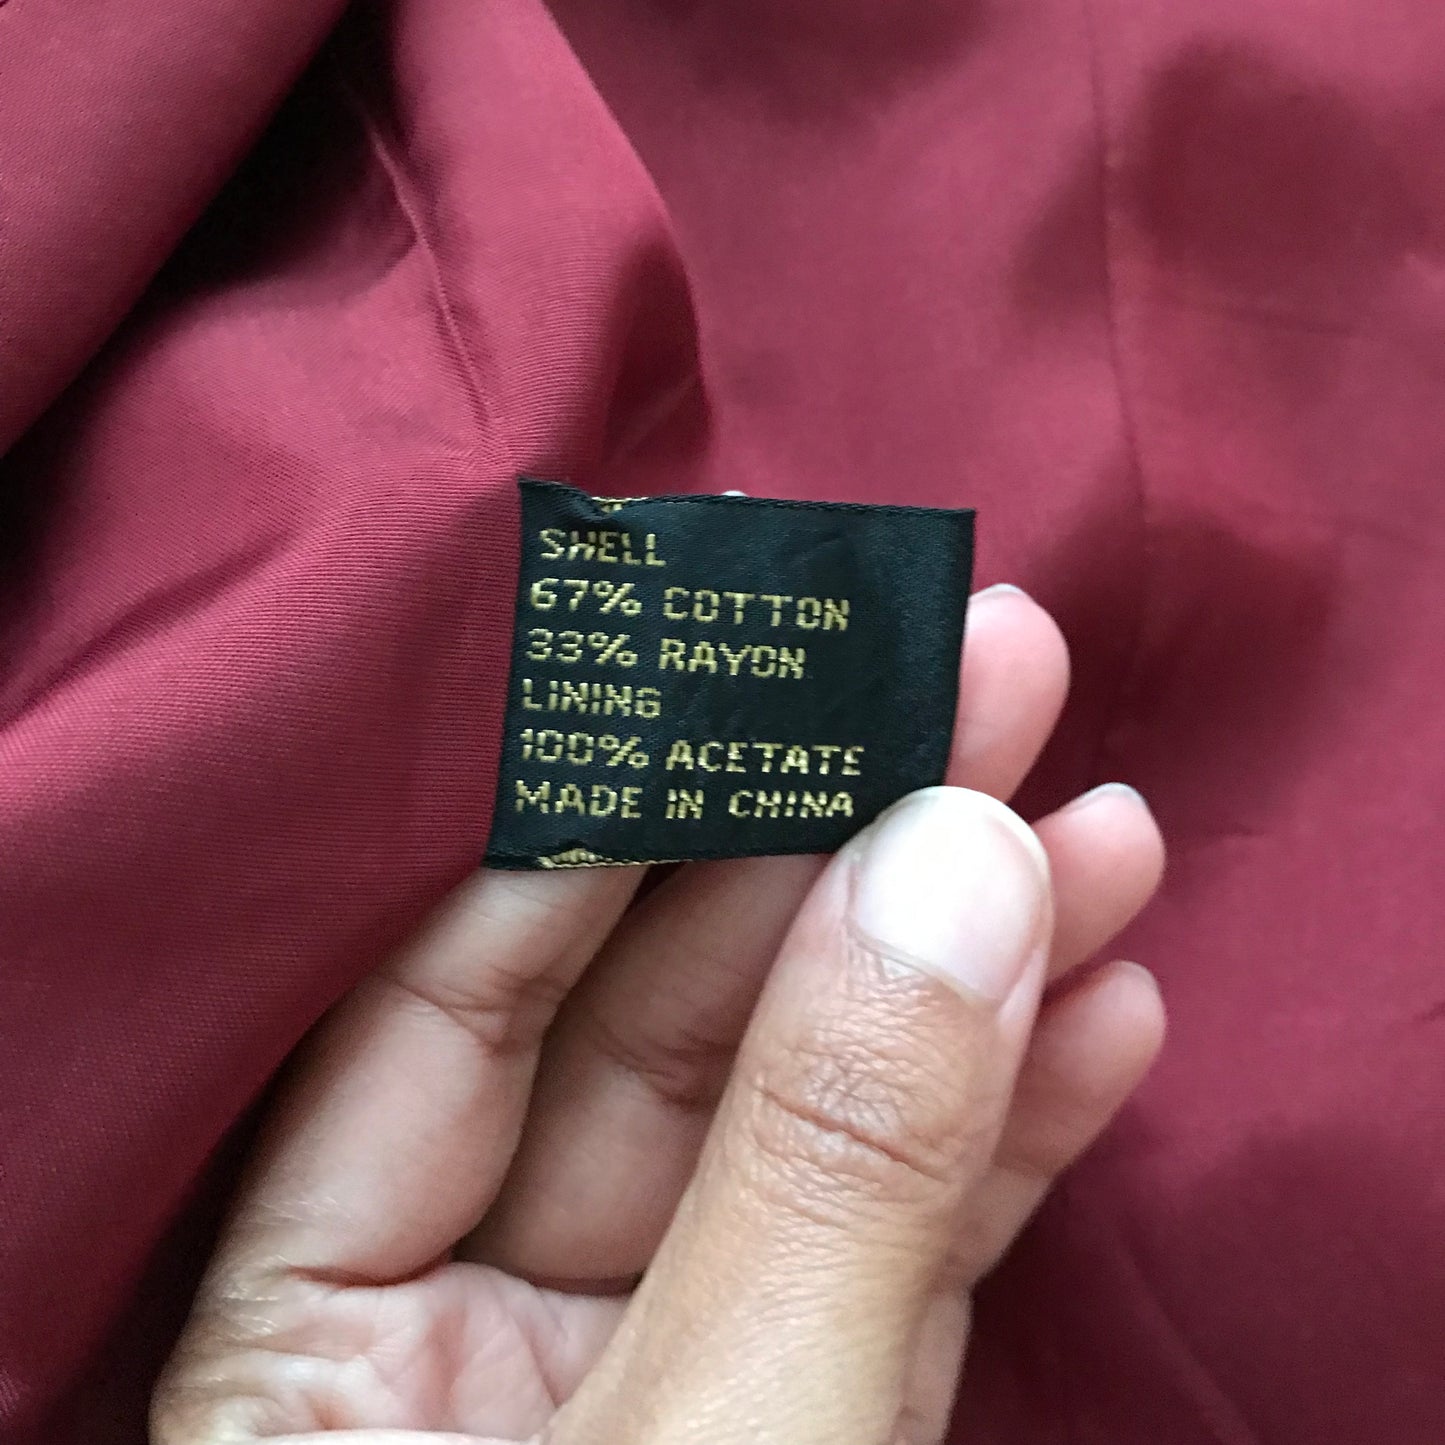 SHELL
67% COTTON
33% RAYON
LINING
100% ACETATE
MADE IN CHINA